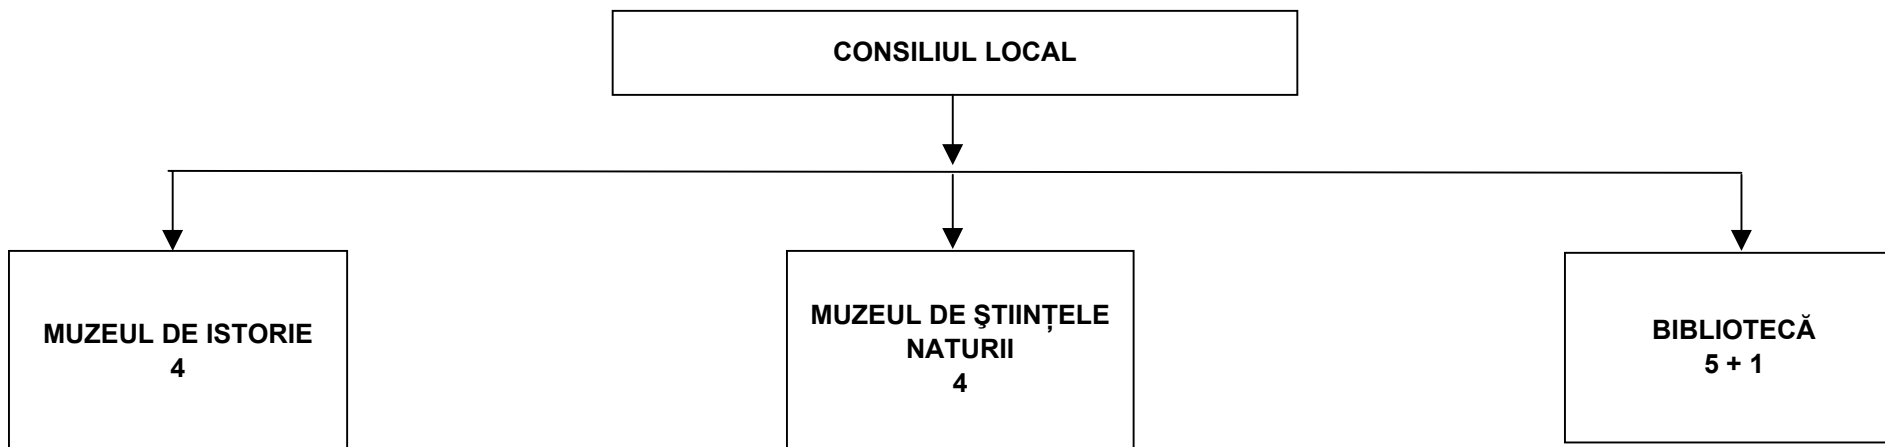 CONSILIUL LOCAL
MUZEUL DE ISTORIE
4
MUZEUL DE ŞTIINȚELE
NATURII
4
BIBLIOTECĂ
5 + 1